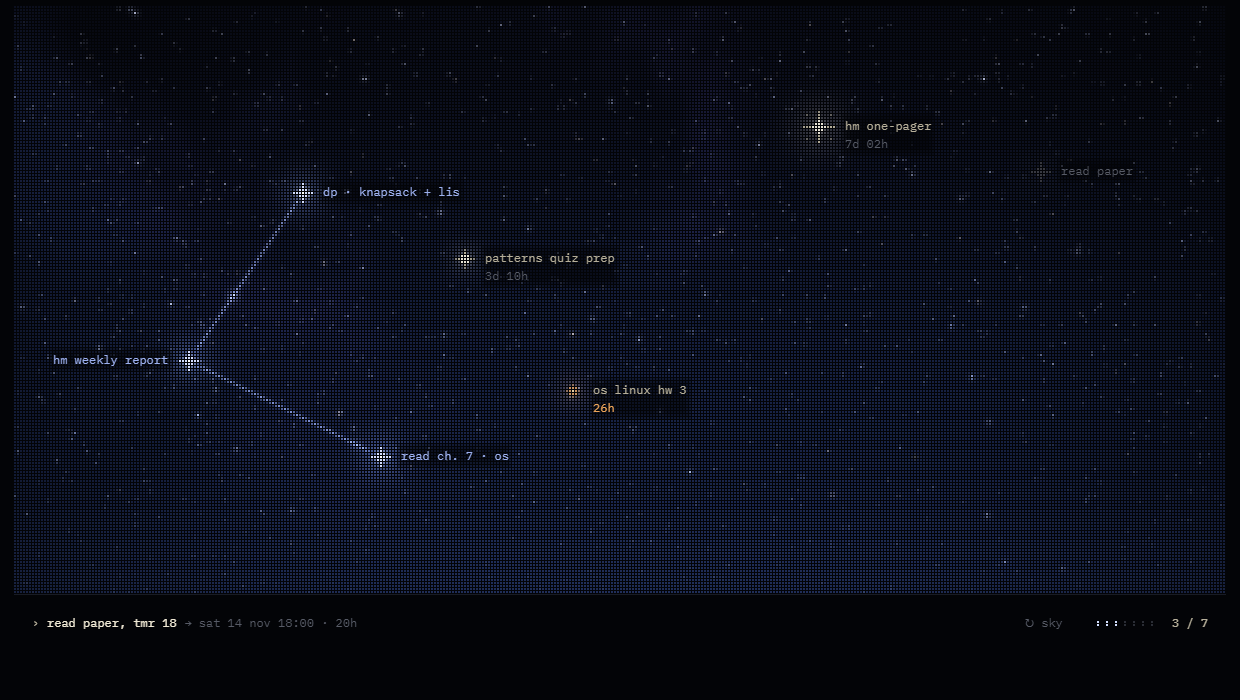 hm one-pager
7d 02h
read paper
dp · knapsack + lis
patterns quiz prep
3d 10h
hm weekly report
os linux hw 3
26h
read ch. 7 · os
› read paper, tmr 18 → sat 14 nov 18:00 · 20h
↻ sky
3 / 7